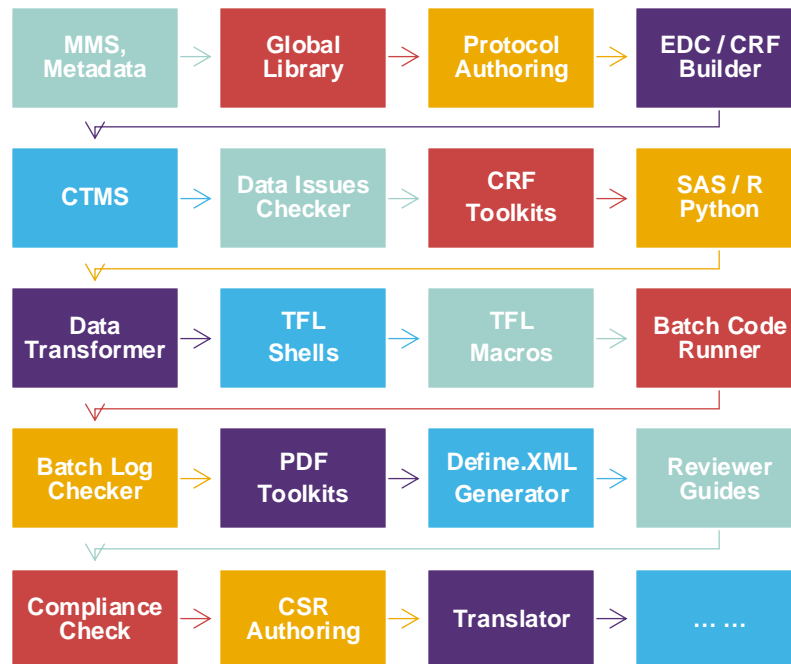 MMS,
Metadata
Global
Library
Protocol
Authoring
EDC / CRF
Builder
CTMS
Data Issues
Checker
CRF
Toolkits
SAS / R
Python
Data
Transformer
TFL
Shells
TFL
Macros
Batch Code
Runner
Batch Log
Checker
PDF
Toolkits
Define.XML
Generator
Reviewer
Guides
Compliance
Check
CSR
Authoring
Translator
... ...